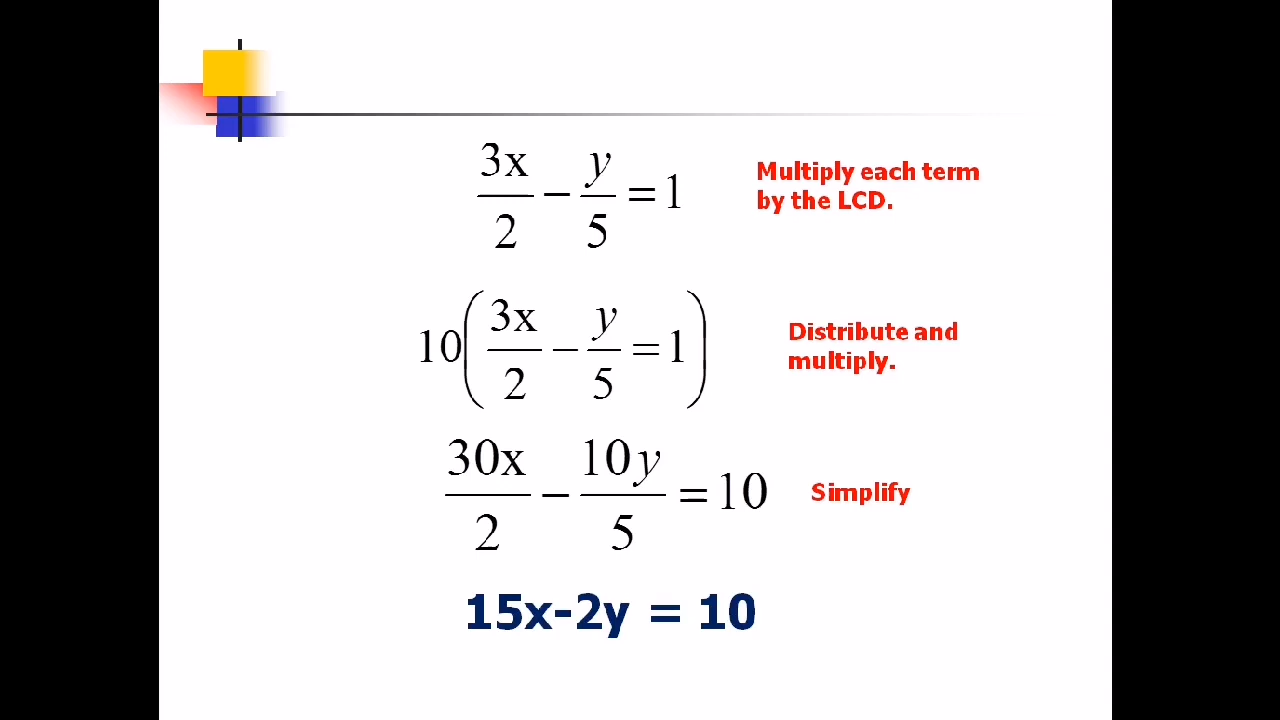 3x/2 − y/5 = 1
Multiply each term
by the LCD.
10(3x/2 − y/5 = 1)
Distribute and
multiply.
30x/2 − 10y/5 = 10
Simplify
15x-2y = 10